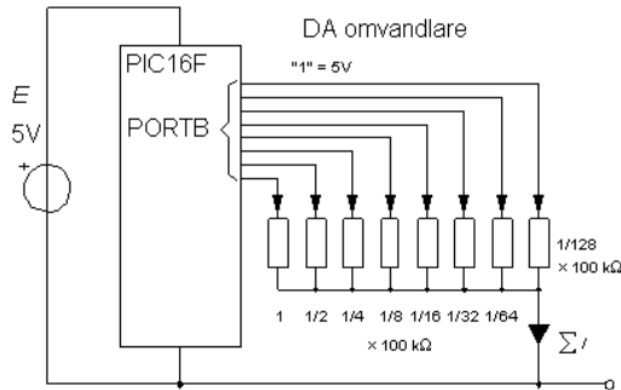 DA omvandlare
PIC16F
"1" = 5V
E
5V
+
PORTB
1/128
× 100 kΩ
1 1/2 1/4 1/8 1/16 1/32 1/64
× 100 kΩ
∑ I